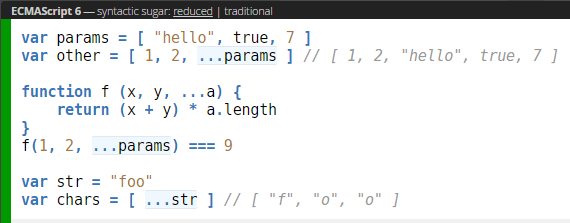 ECMAScript 6 — syntactic sugar: reduced | traditional
var params = [ "hello", true, 7 ]
var other = [ 1, 2, ...params ] // [ 1, 2, "hello", true, 7 ]
function f (x, y, ...a) {
    return (x + y) * a.length
}
f(1, 2, ...params) === 9
var str = "foo"
var chars = [ ...str ] // [ "f", "o", "o" ]